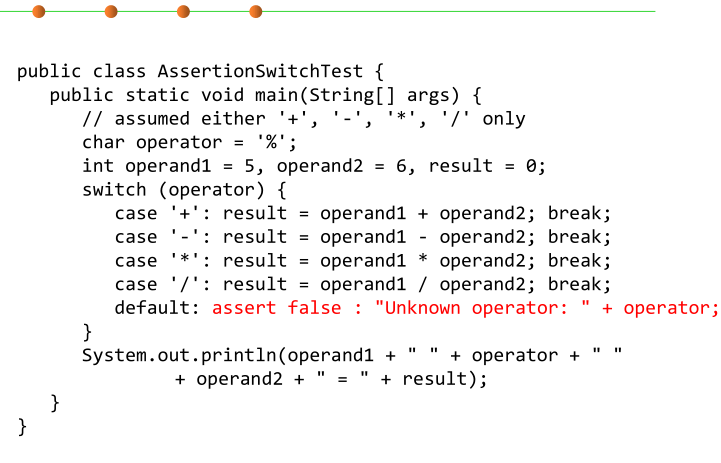 public class AssertionSwitchTest {
   public static void main(String[] args) {
      // assumed either '+', '-', '*', '/' only
      char operator = '%';
      int operand1 = 5, operand2 = 6, result = 0;
      switch (operator) {
         case '+': result = operand1 + operand2; break;
         case '-': result = operand1 - operand2; break;
         case '*': result = operand1 * operand2; break;
         case '/': result = operand1 / operand2; break;
         default: assert false : "Unknown operator: " + operator;
      }
      System.out.println(operand1 + " " + operator + " "
              + operand2 + " = " + result);
   }
}